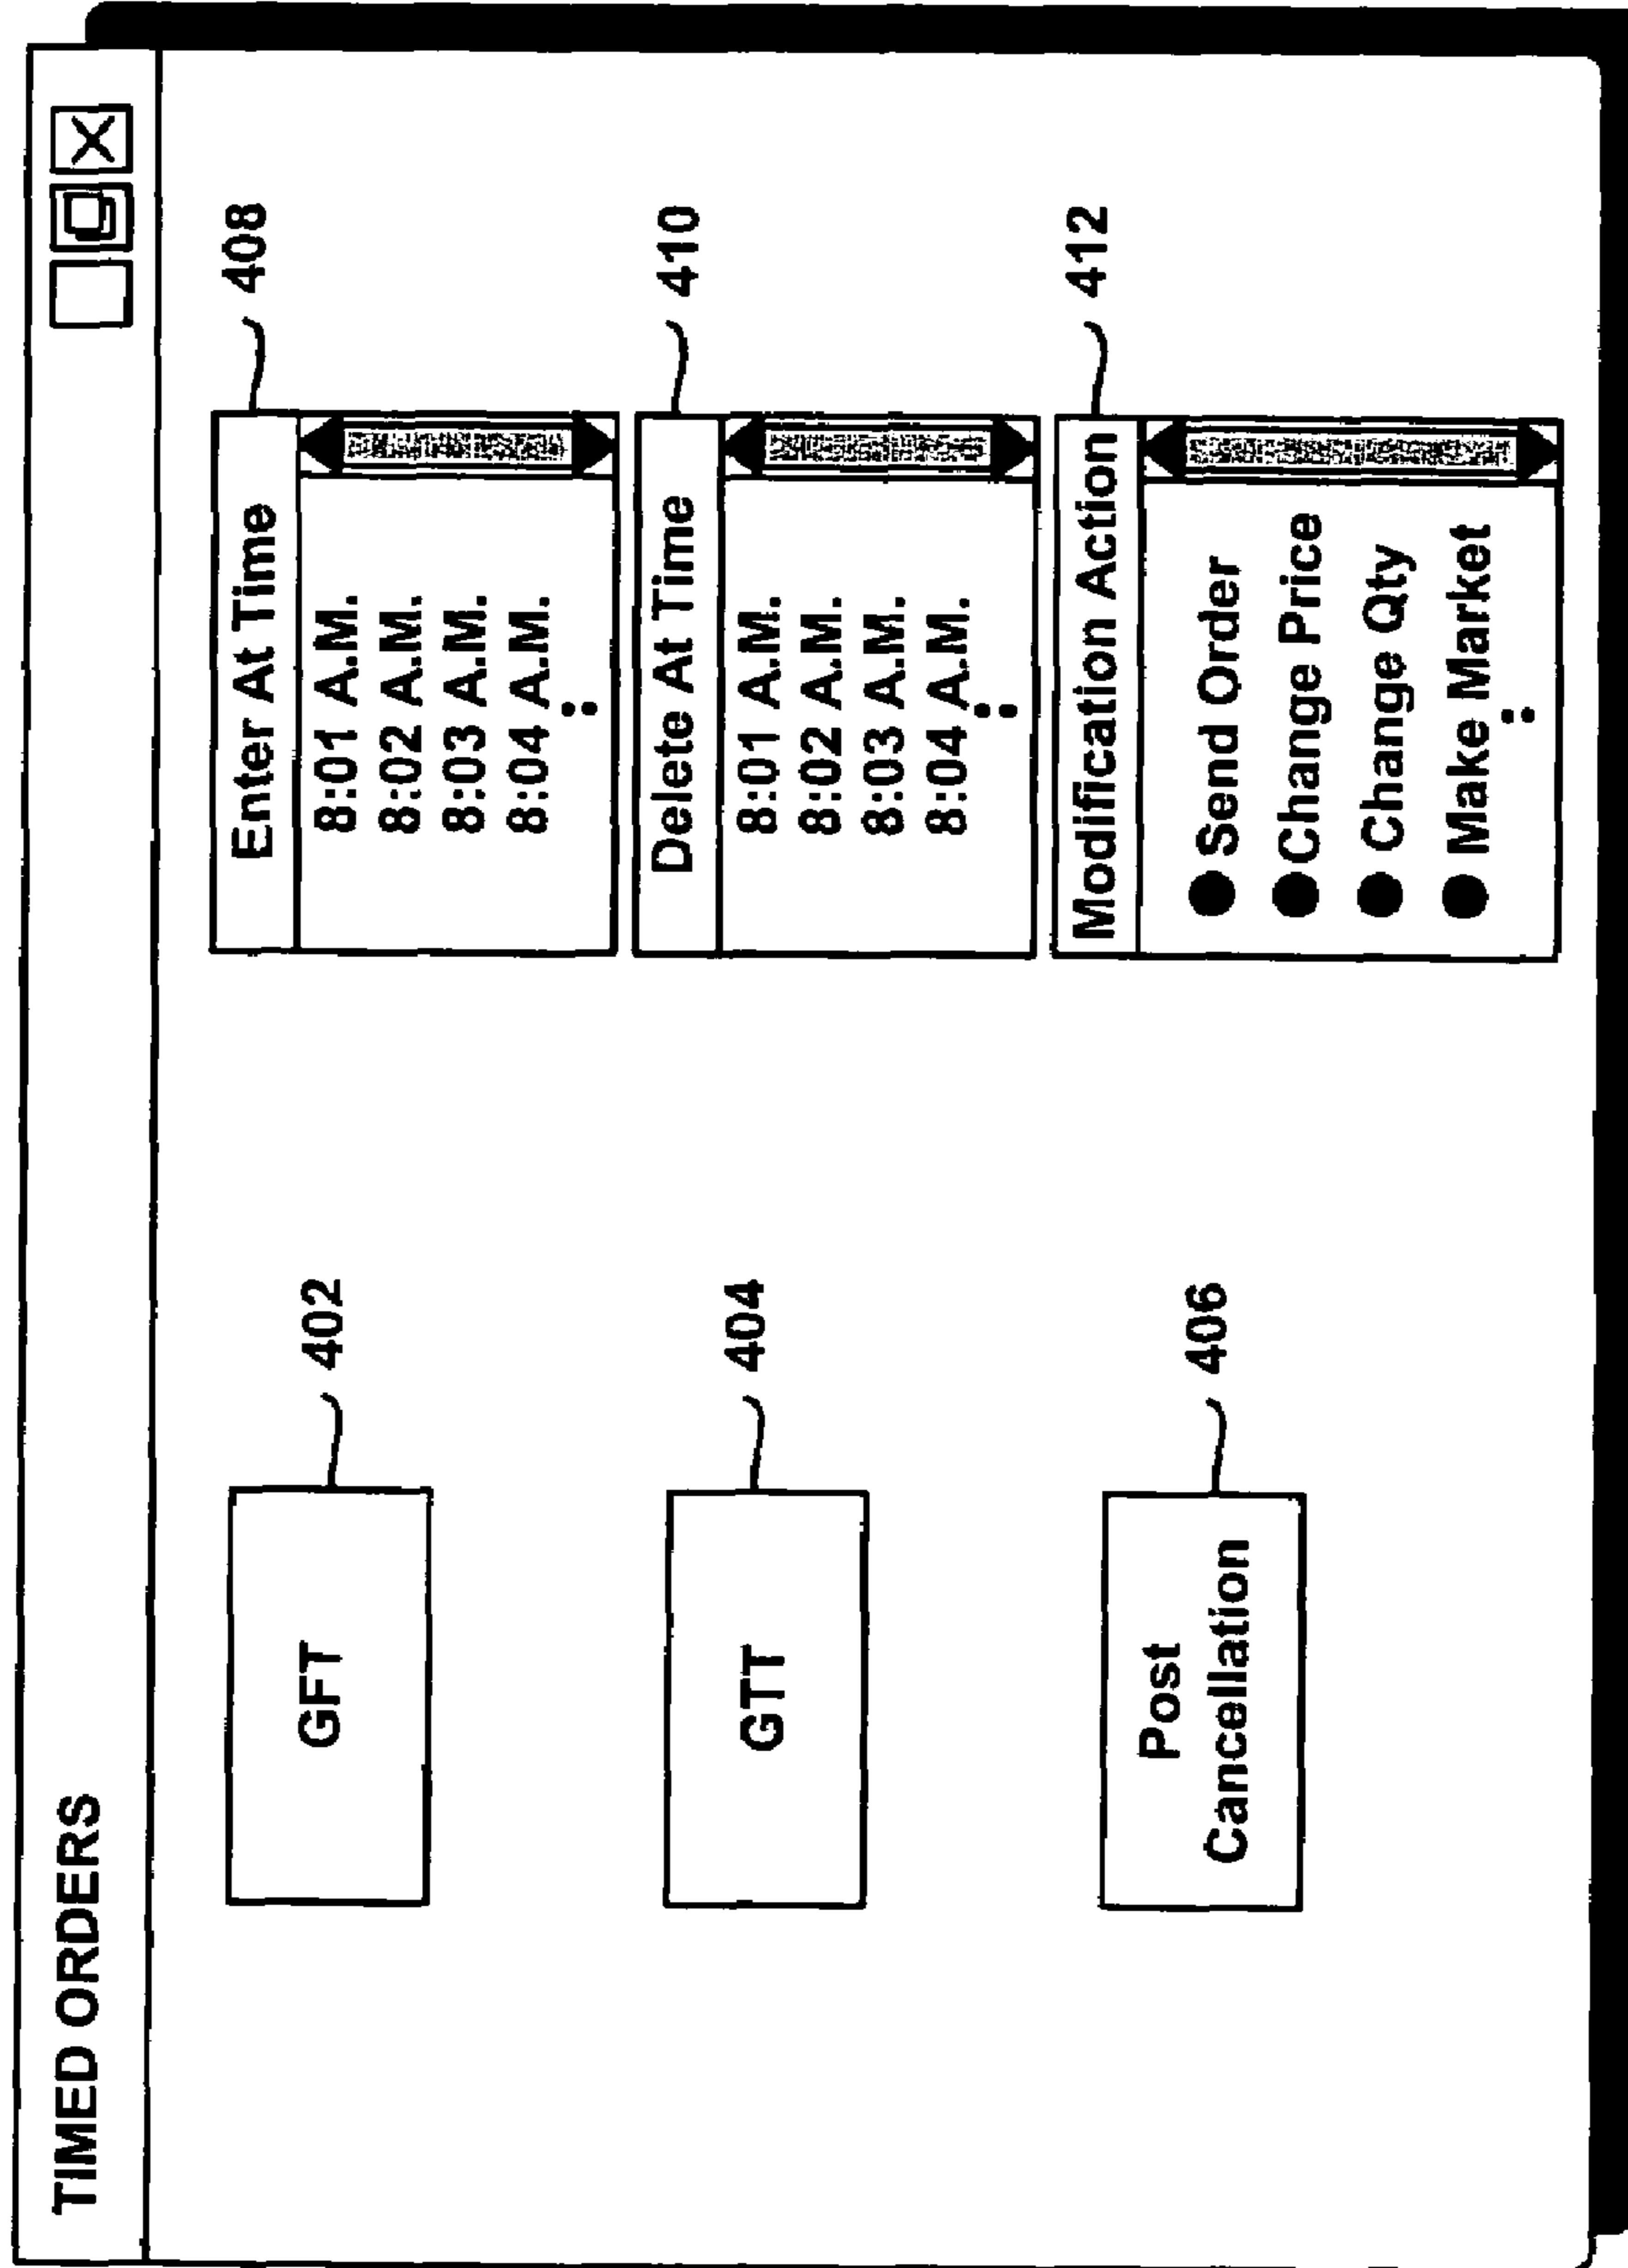 TIMED ORDERS
GFT
402
GTT
404
Post
Cancellation
406
Enter At Time
408
8:01 A.M.
8:02 A.M.
8:03 A.M.
8:04 A.M.
Delete At Time
410
8:01 A.M.
8:02 A.M.
8:03 A.M.
8:04 A.M.
Modification Action
412
Send Order
Change Price
Change Qty
Make Market